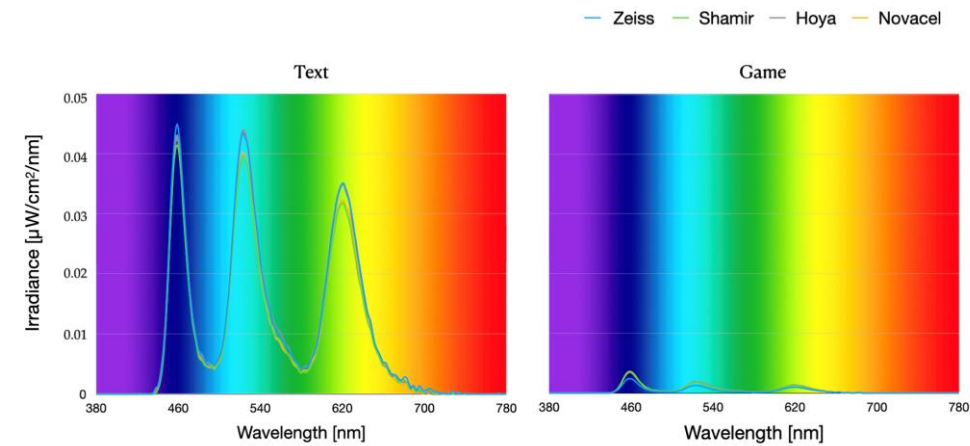 Zeiss Shamir Hoya Novacel
Text
Game
Irradiance [µW/cm²/nm]
0.05
0.04
0.03
0.02
0.01
0
380 460 540 620 700 780
380 460 540 620 700 780
Wavelength [nm]
Wavelength [nm]